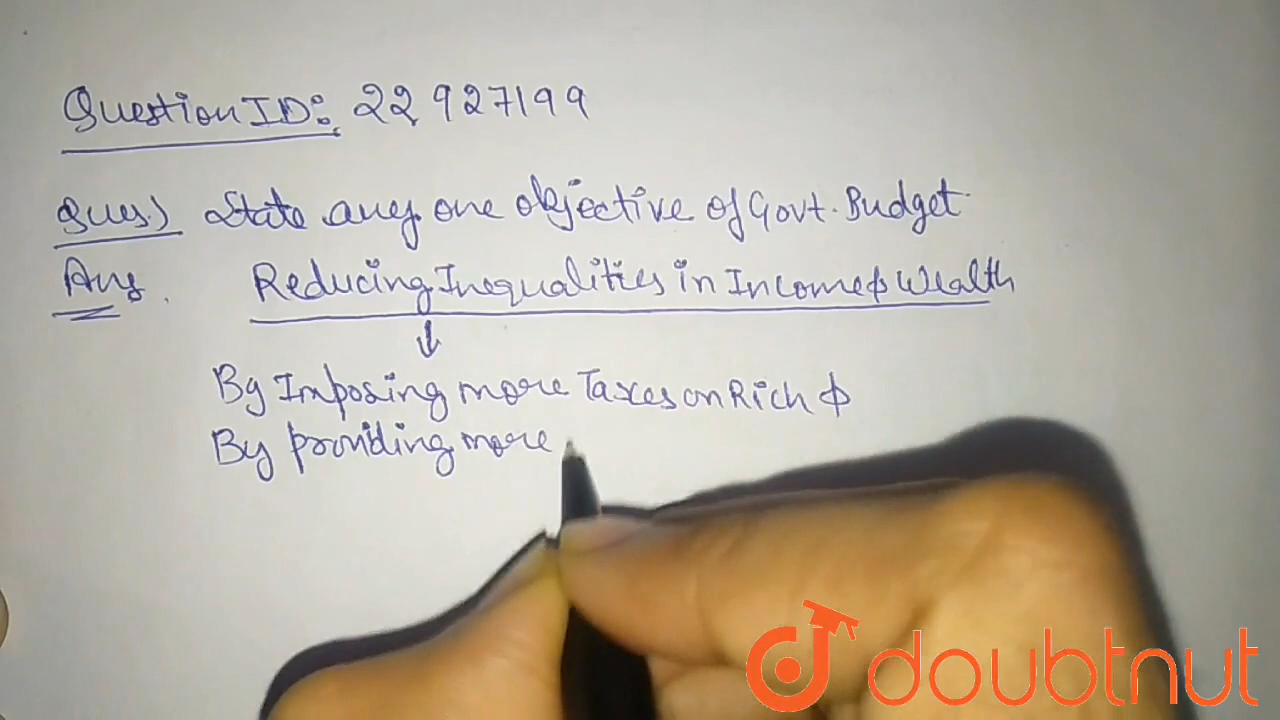 Question ID: 22927199
Ques) State any one objective of Govt. Budget
Ans. Reducing Inequalities in Income & Wealth
↓
By Imposing more Taxes on Rich &
By providing more
doubtnut